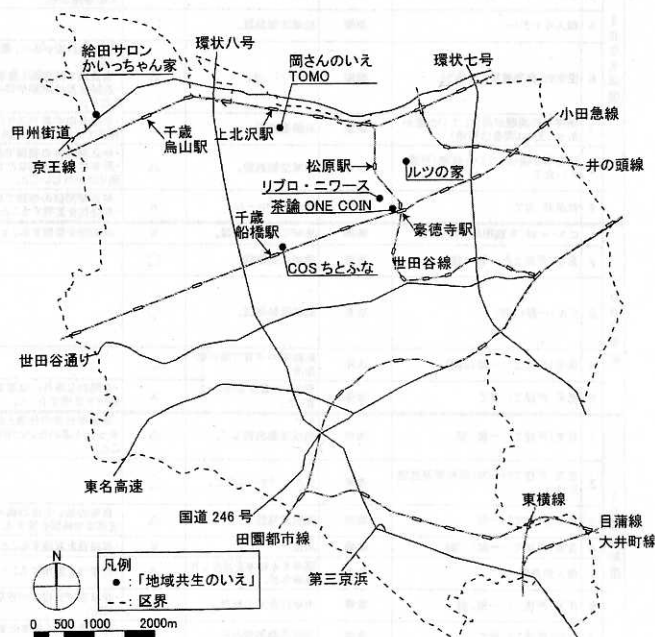 給田サロン
かいっちゃん家
環状八号
岡さんのいえ
TOMO
環状七号
小田急線
甲州街道
京王線
千歳
烏山駅
上北沢駅
松原駅
ルツの家
井の頭線
リブロ・ニワース
茶論 ONE COIN
千歳
船橋駅
豪徳寺駅
COSちとふな
世田谷線
世田谷通り
東名高速
国道 246 号
田園都市線
第三京浜
東横線
目蒲線
大井町線
凡例
● :「地域共生のいえ」
--- : 区界
0 500 1000 2000m